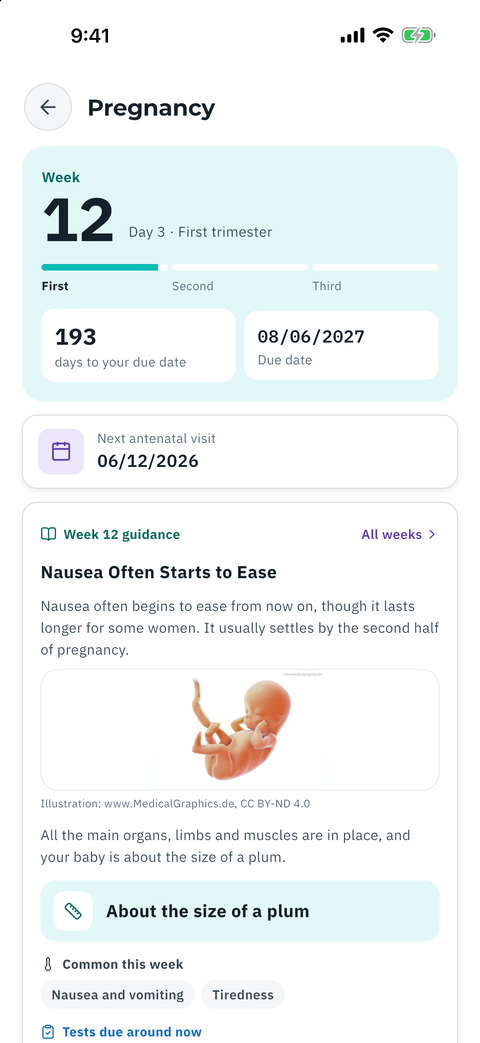 9:41
Pregnancy
Week
12 Day 3 · First trimester
First Second Third
193
days to your due date
08/06/2027
Due date
Next antenatal visit
06/12/2026
Week 12 guidance
All weeks
Nausea Often Starts to Ease
Nausea often begins to ease from now on, though it lasts
longer for some women. It usually settles by the second half
of pregnancy.
www.medicalgraphics.de
Illustration: www.MedicalGraphics.de, CC BY-ND 4.0
All the main organs, limbs and muscles are in place, and
your baby is about the size of a plum.
About the size of a plum
Common this week
Nausea and vomiting
Tiredness
Tests due around now